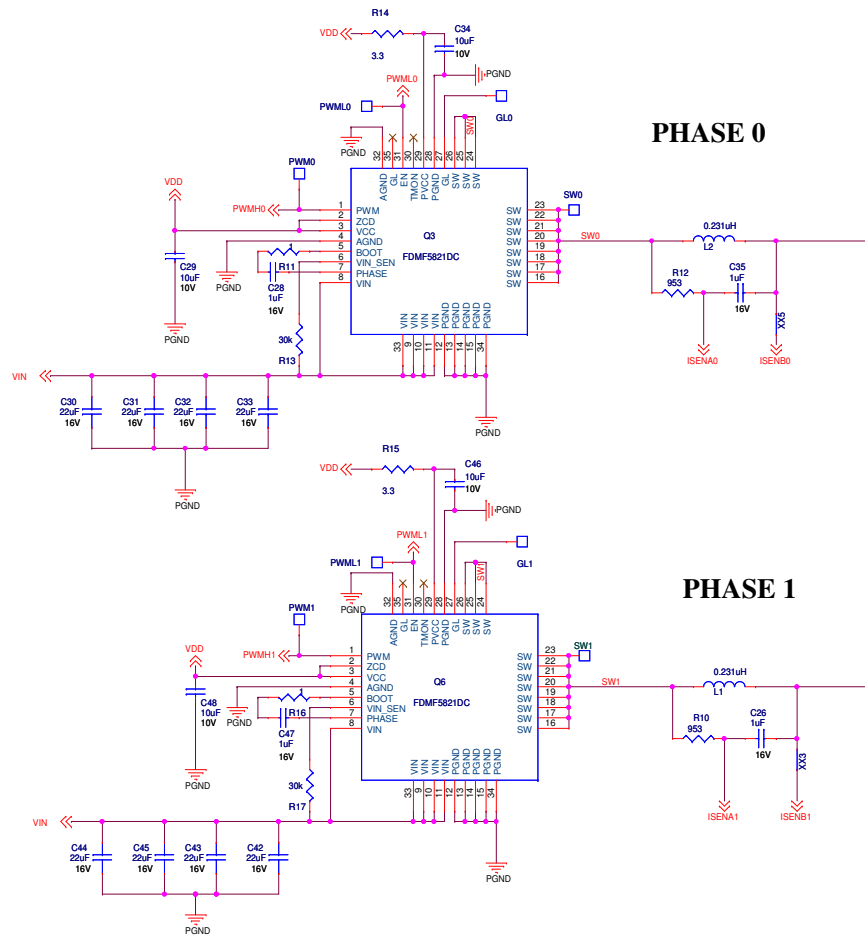 R14
VDD
3.3
C34
10uF
10V
PGND
PWML0
PWML0
GL0
SW0
PGND
PHASE 0
32 35 31 30 29 28 27 26 25 24
AGND GL EN TMON PVCC PGND GL SW SW SW
PWM0
VDD
PWMH0
1 PWM
2 ZCD
3 VCC
4 AGND
5 BOOT
6 VIN_SEN
7 PHASE
8 VIN
Q3
FDMF5821DC
SW 23
SW 22
SW 21
SW 20
SW 19
SW 18
SW 17
SW 16
SW0
SW0
0.231uH
L2
R12
953
C35
1uF
16V
XX5
ISENA0
ISENB0
C29
10uF
10V
PGND
PGND
1
R11
C28
1uF
16V
30k
R13
VIN VIN VIN VIN PGND PGND PGND PGND PGND
33 9 10 11 12 13 14 15 34
VIN
C30
22uF
16V
C31
22uF
16V
C32
22uF
16V
C33
22uF
16V
PGND
PGND
R15
VDD
3.3
C46
10uF
10V
PGND
PWML1
PWML1
GL1
SW1
PGND
PHASE 1
32 35 31 30 29 28 27 26 25 24
AGND GL EN TMON PVCC PGND GL SW SW SW
PWM1
VDD
PWMH1
1 PWM
2 ZCD
3 VCC
4 AGND
5 BOOT
6 VIN_SEN
7 PHASE
8 VIN
Q6
FDMF5821DC
SW 23
SW 22
SW 21
SW 20
SW 19
SW 18
SW 17
SW 16
SW1
SW1
0.231uH
L1
R10
953
C26
1uF
16V
XX3
ISENA1
ISENB1
C48
10uF
10V
PGND
PGND
1
R16
C47
1uF
16V
30k
R17
VIN VIN VIN VIN PGND PGND PGND PGND PGND
33 9 10 11 12 13 14 15 34
VIN
C44
22uF
16V
C45
22uF
16V
C43
22uF
16V
C42
22uF
16V
PGND
PGND